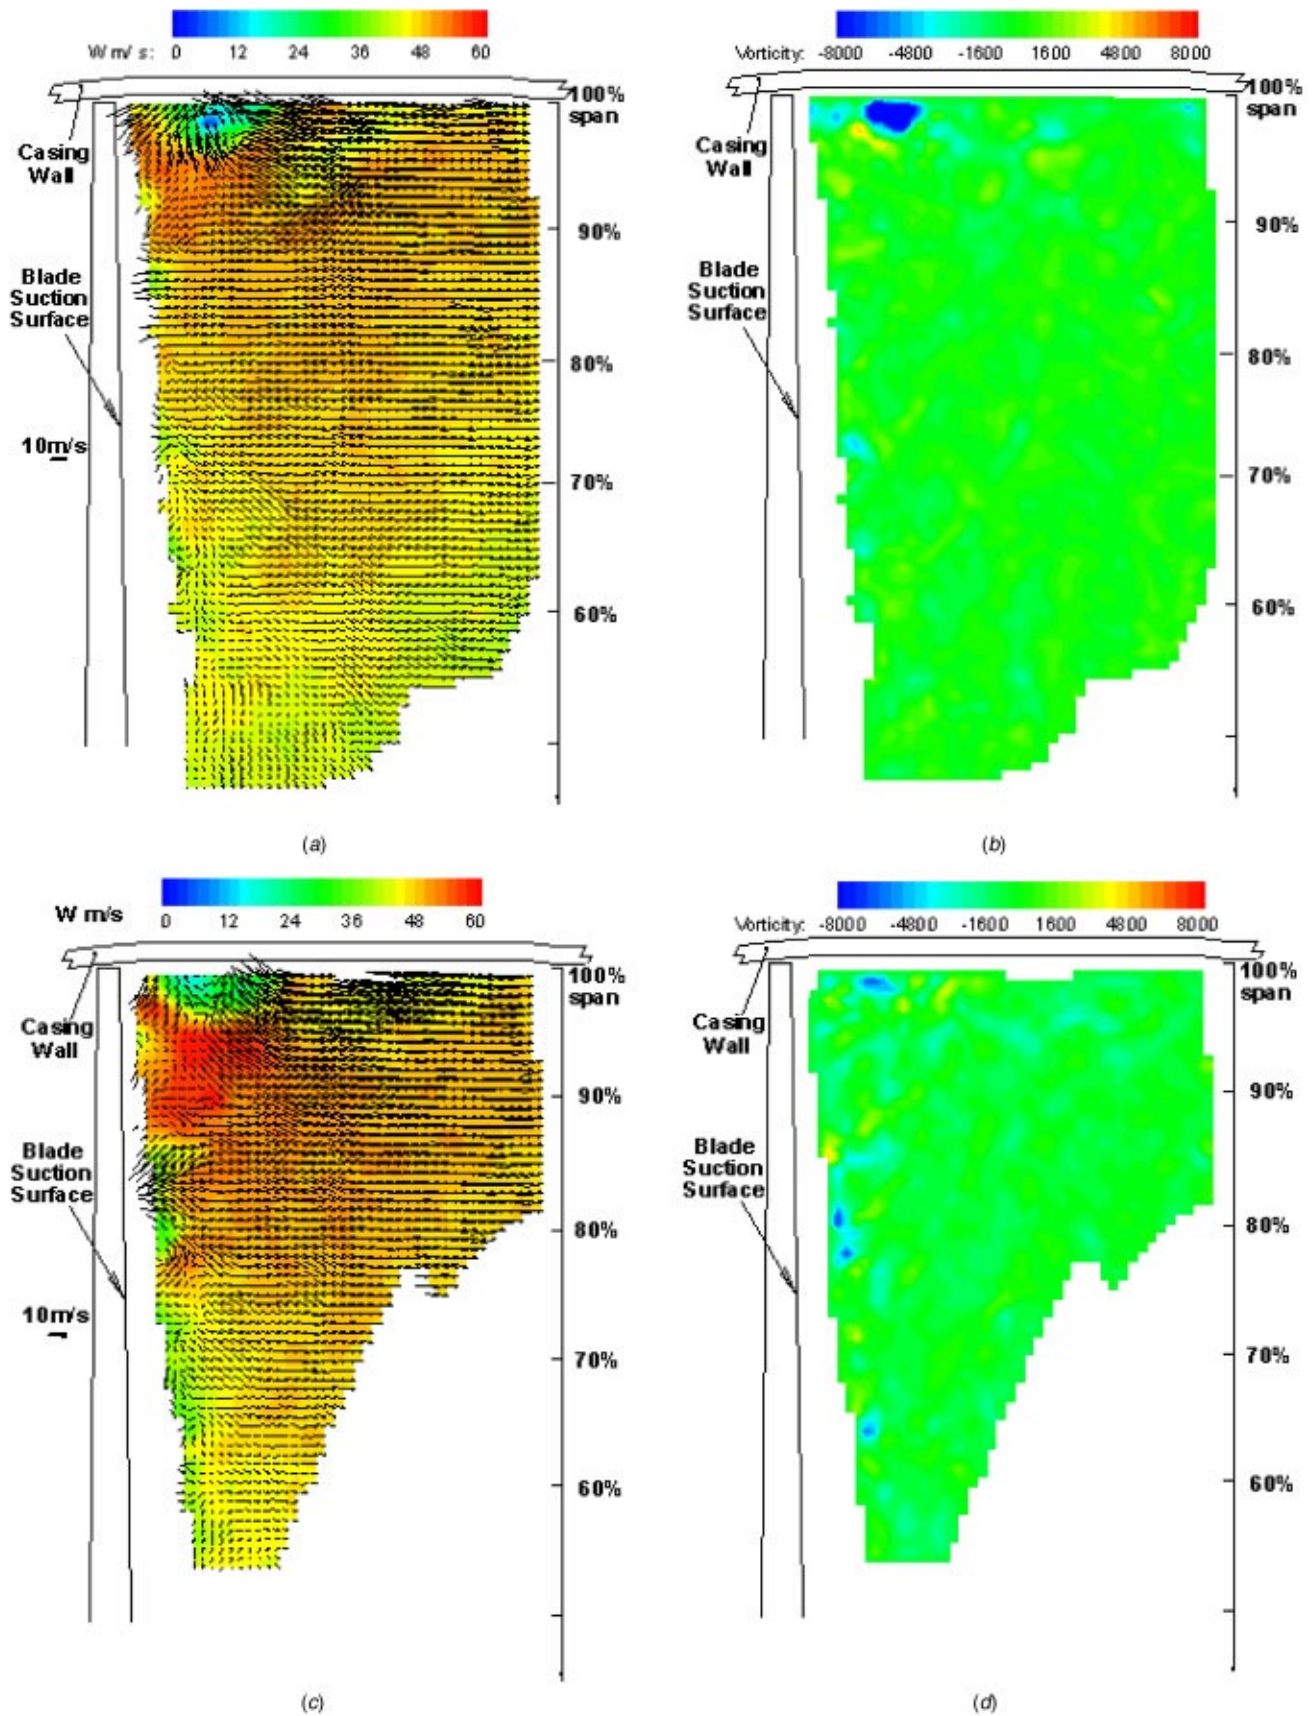 W m/ s: 0 12 24 36 48 60
100%
span
Casing
Wall
90%
Blade
Suction
Surface
80%
10m/s
70%
60%
(a)
Vorticity: -8000 -4800 -1600 1600 4800 8000
100%
span
Casing
Wall
90%
Blade
Suction
Surface
80%
70%
60%
(b)
W m/s 0 12 24 36 48 60
100%
span
Casing
Wall
90%
Blade
Suction
Surface
80%
10m/s
70%
60%
(c)
Vorticity: -8000 -4800 -1600 1600 4800 8000
100%
span
Casing
Wall
90%
Blade
Suction
Surface
80%
70%
60%
(d)